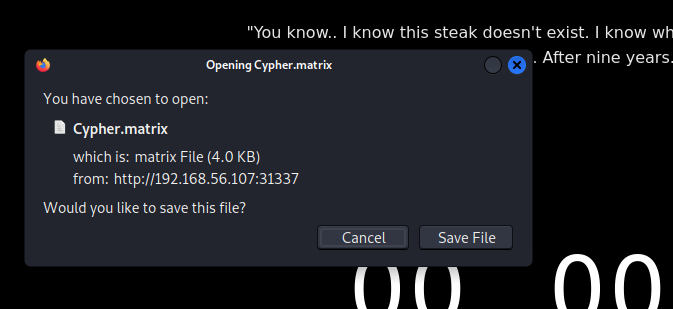 "You know.. I know this steak doesn't exist. I know wh
. After nine years.
Opening Cypher.matrix
You have chosen to open:
Cypher.matrix
which is: matrix File (4.0 KB)
from: http://192.168.56.107:31337
Would you like to save this file?
Cancel Save File
00 00